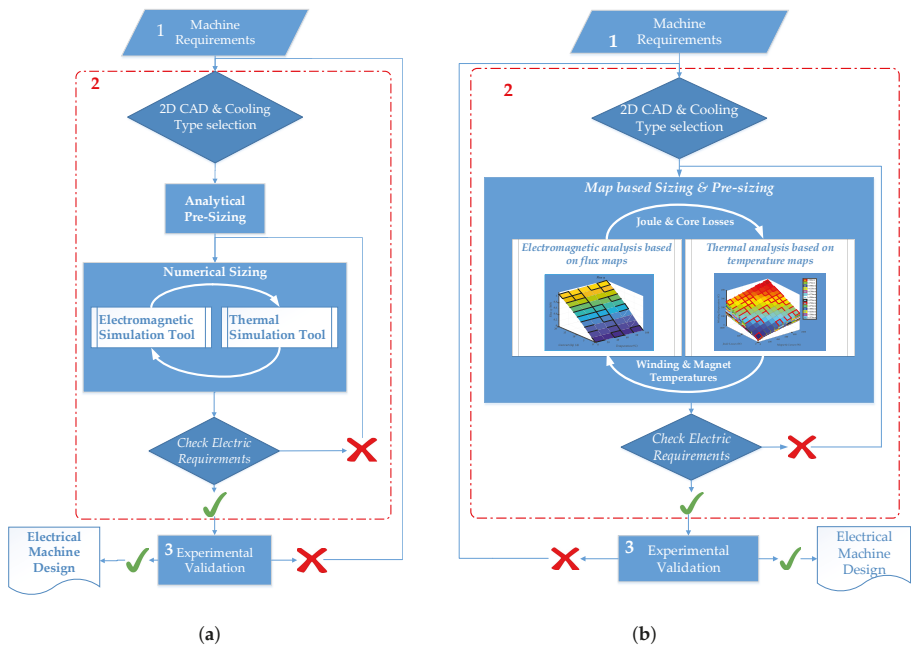 1 Machine
Requirements
2
2D CAD & Cooling
Type selection
Analytical
Pre-Sizing
Numerical Sizing
Electromagnetic
Simulation Tool
Thermal
Simulation Tool
Check Electric
Requirements
Electrical
Machine
Design
3 Experimental
Validation
(a)
Machine
1 Requirements
2
2D CAD & Cooling
Type selection
Map based Sizing & Pre-sizing
Joule & Core Losses
Electromagnetic analysis based
on flux maps
Thermal analysis based on
temperature maps
Winding & Magnet
Temperatures
Check Electric
Requirements
3 Experimental
Validation
Electrical
Machine
Design
(b)